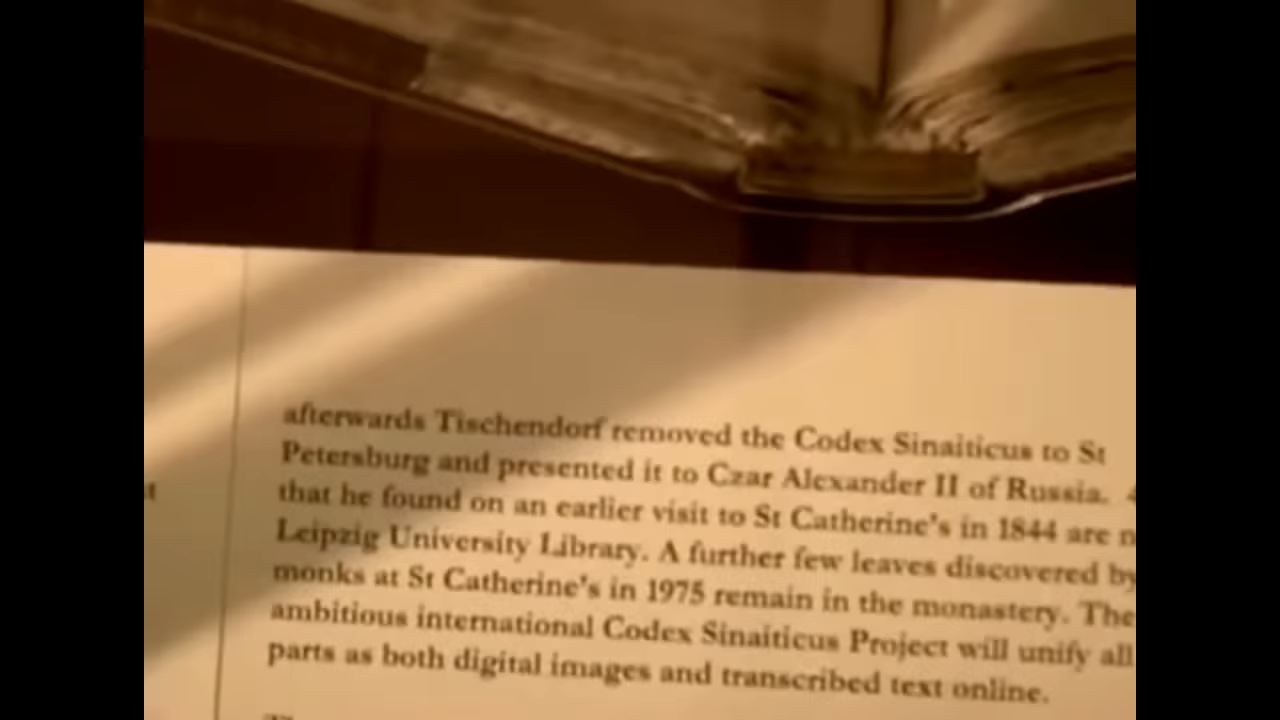 afterwards Tischendorf removed the Codex Sinaiticus to St
Petersburg and presented it to Czar Alexander II of Russia.
that he found on an earlier visit to St Catherine's in 1844 are
Leipzig University Library. A further few leaves discovered by
monks at St Catherine's in 1975 remain in the monastery. The
ambitious international Codex Sinaiticus Project will unify all
parts as both digital images and transcribed text online.